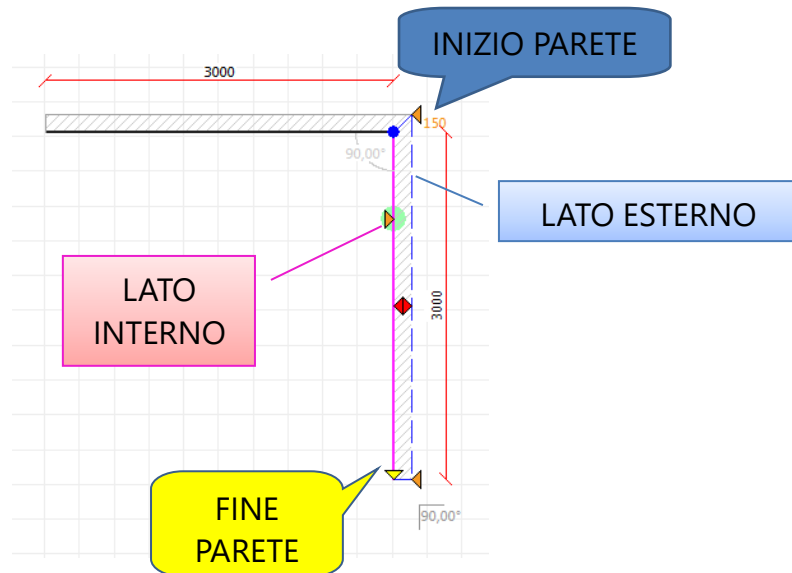 INIZIO PARETE
3000
150
90,00°
LATO ESTERNO
LATO
INTERNO
3000
FINE
PARETE
90,00°